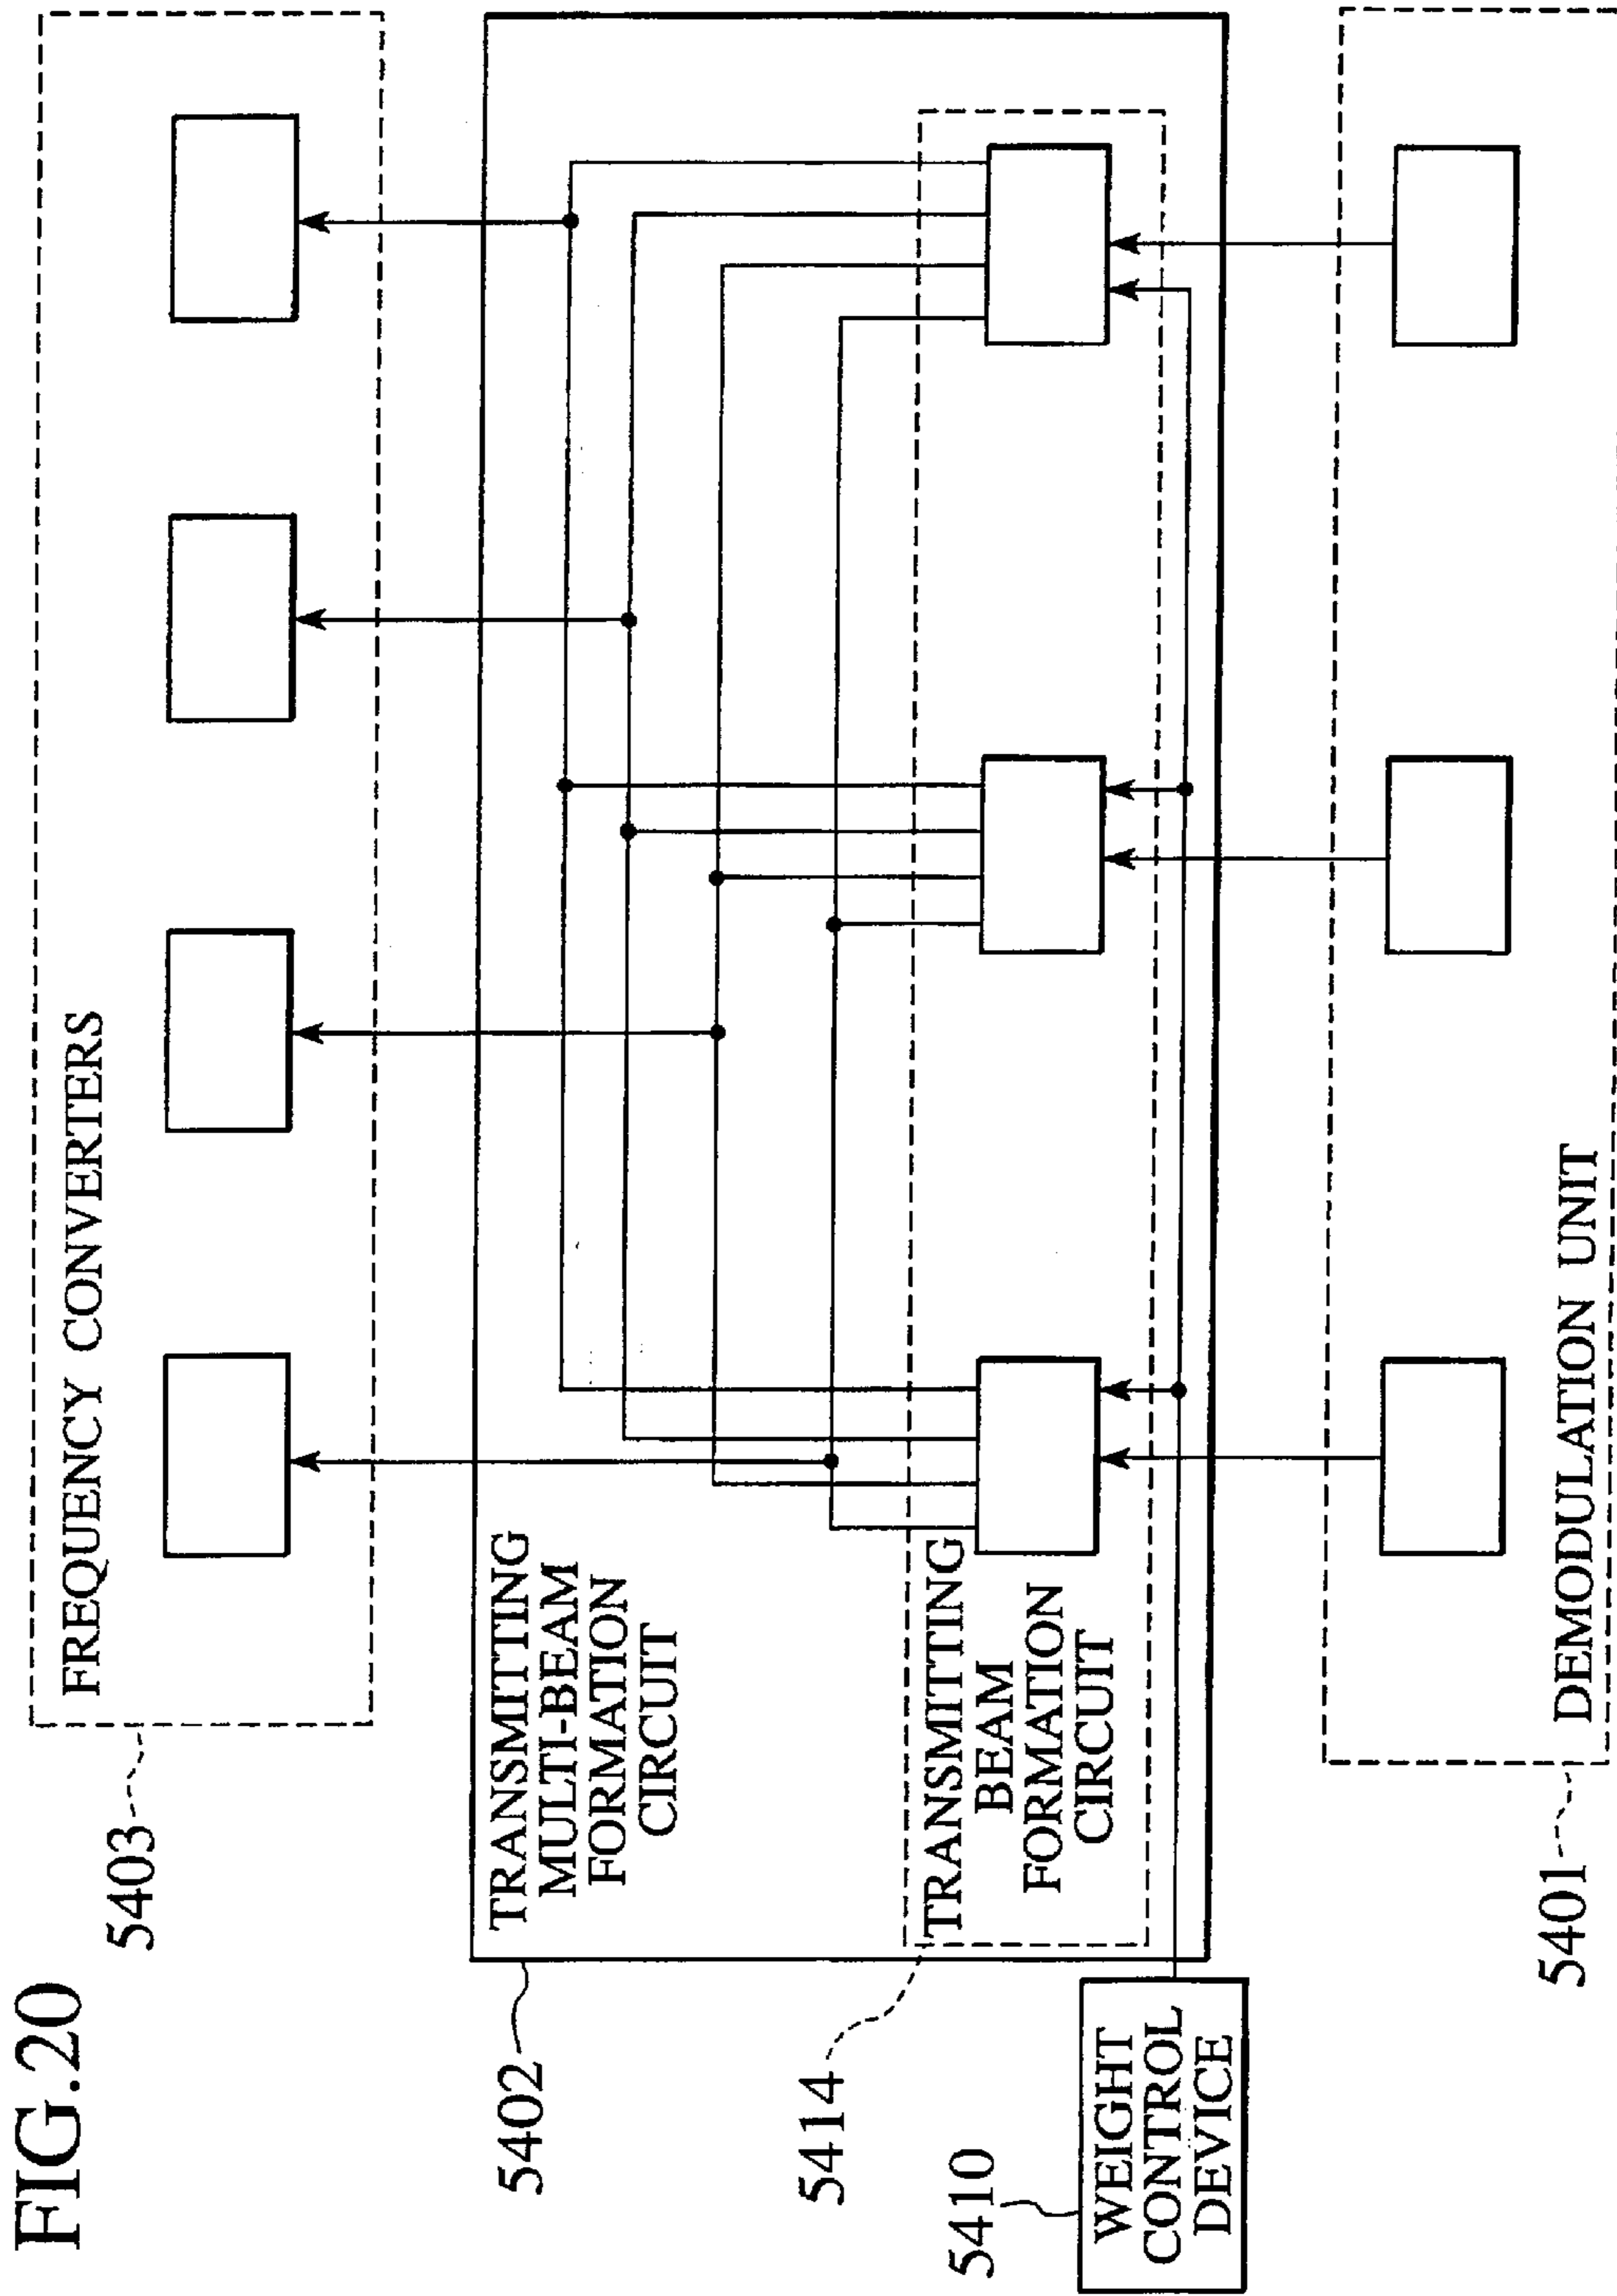 FIG.20
5403
FREQUENCY CONVERTERS
5402
TRANSMITTING
MULTI-BEAM
FORMATION
CIRCUIT
5414
TRANSMITTING
BEAM
FORMATION
CIRCUIT
5410
WEIGHT
CONTROL
DEVICE
5401
DEMODULATION UNIT